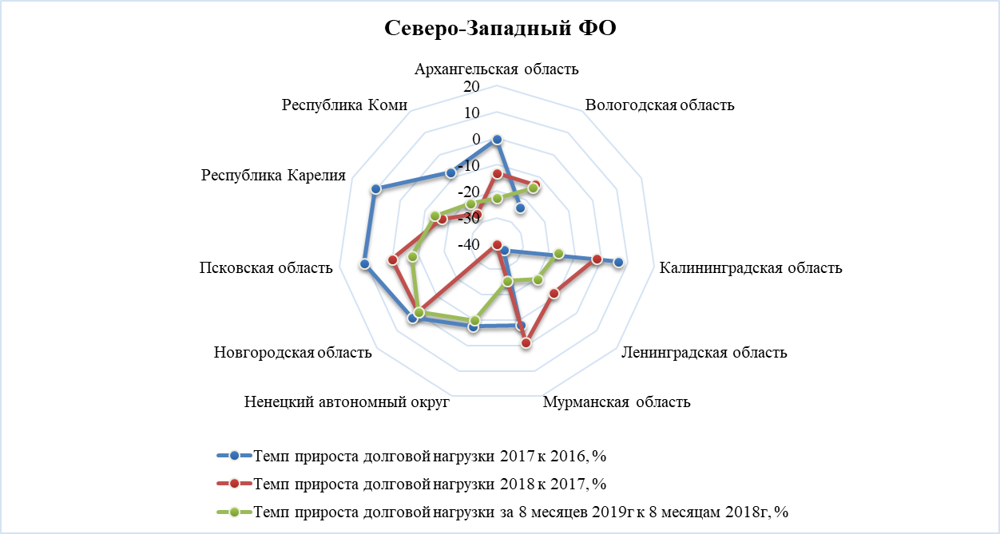 Северо-Западный ФО
Архангельская область
Республика Коми
Вологодская область
Республика Карелия
Калининградская область
Псковская область
Новгородская область
Ленинградская область
Ненецкий автономный округ
Мурманская область
20
10
0
-10
-20
-30
-40
Темп прироста долговой нагрузки 2017 к 2016, %
Темп прироста долговой нагрузки 2018 к 2017, %
Темп прироста долговой нагрузки за 8 месяцев 2019г к 8 месяцам 2018г, %